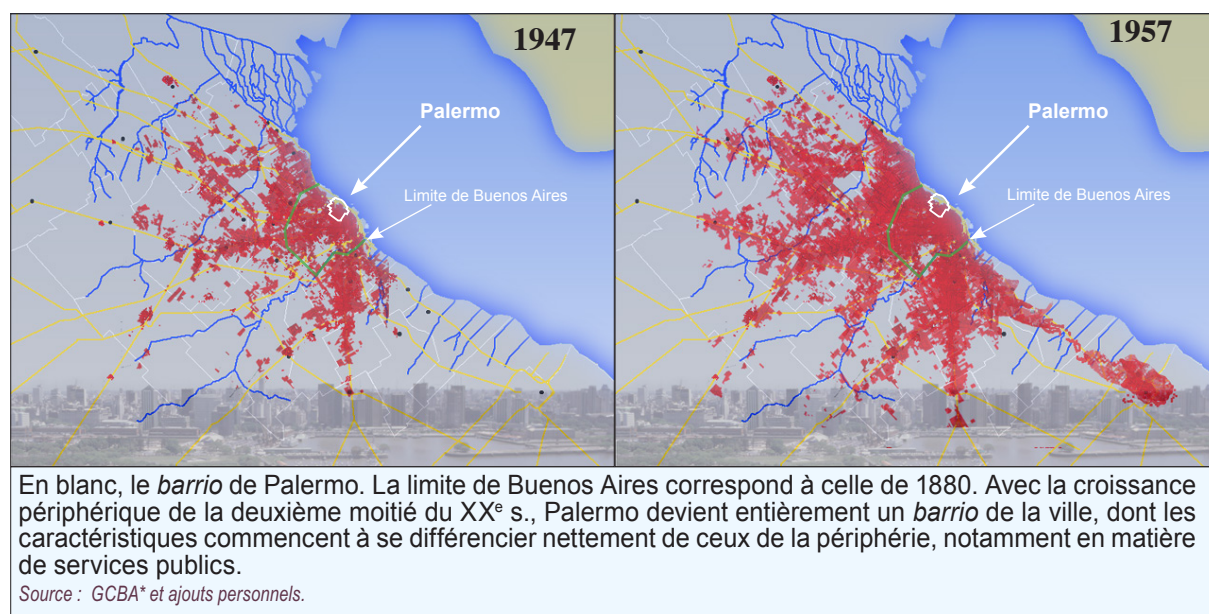 1947
Palermo
Limite de Buenos Aires
1957
Palermo
Limite de Buenos Aires
En blanc, le barrio de Palermo. La limite de Buenos Aires correspond à celle de 1880. Avec la croissance
périphérique de la deuxième moitié du XXe s., Palermo devient entièrement un barrio de la ville, dont les
caractéristiques commencent à se différencier nettement de ceux de la périphérie, notamment en matière
de services publics.
Source : GCBA* et ajouts personnels.